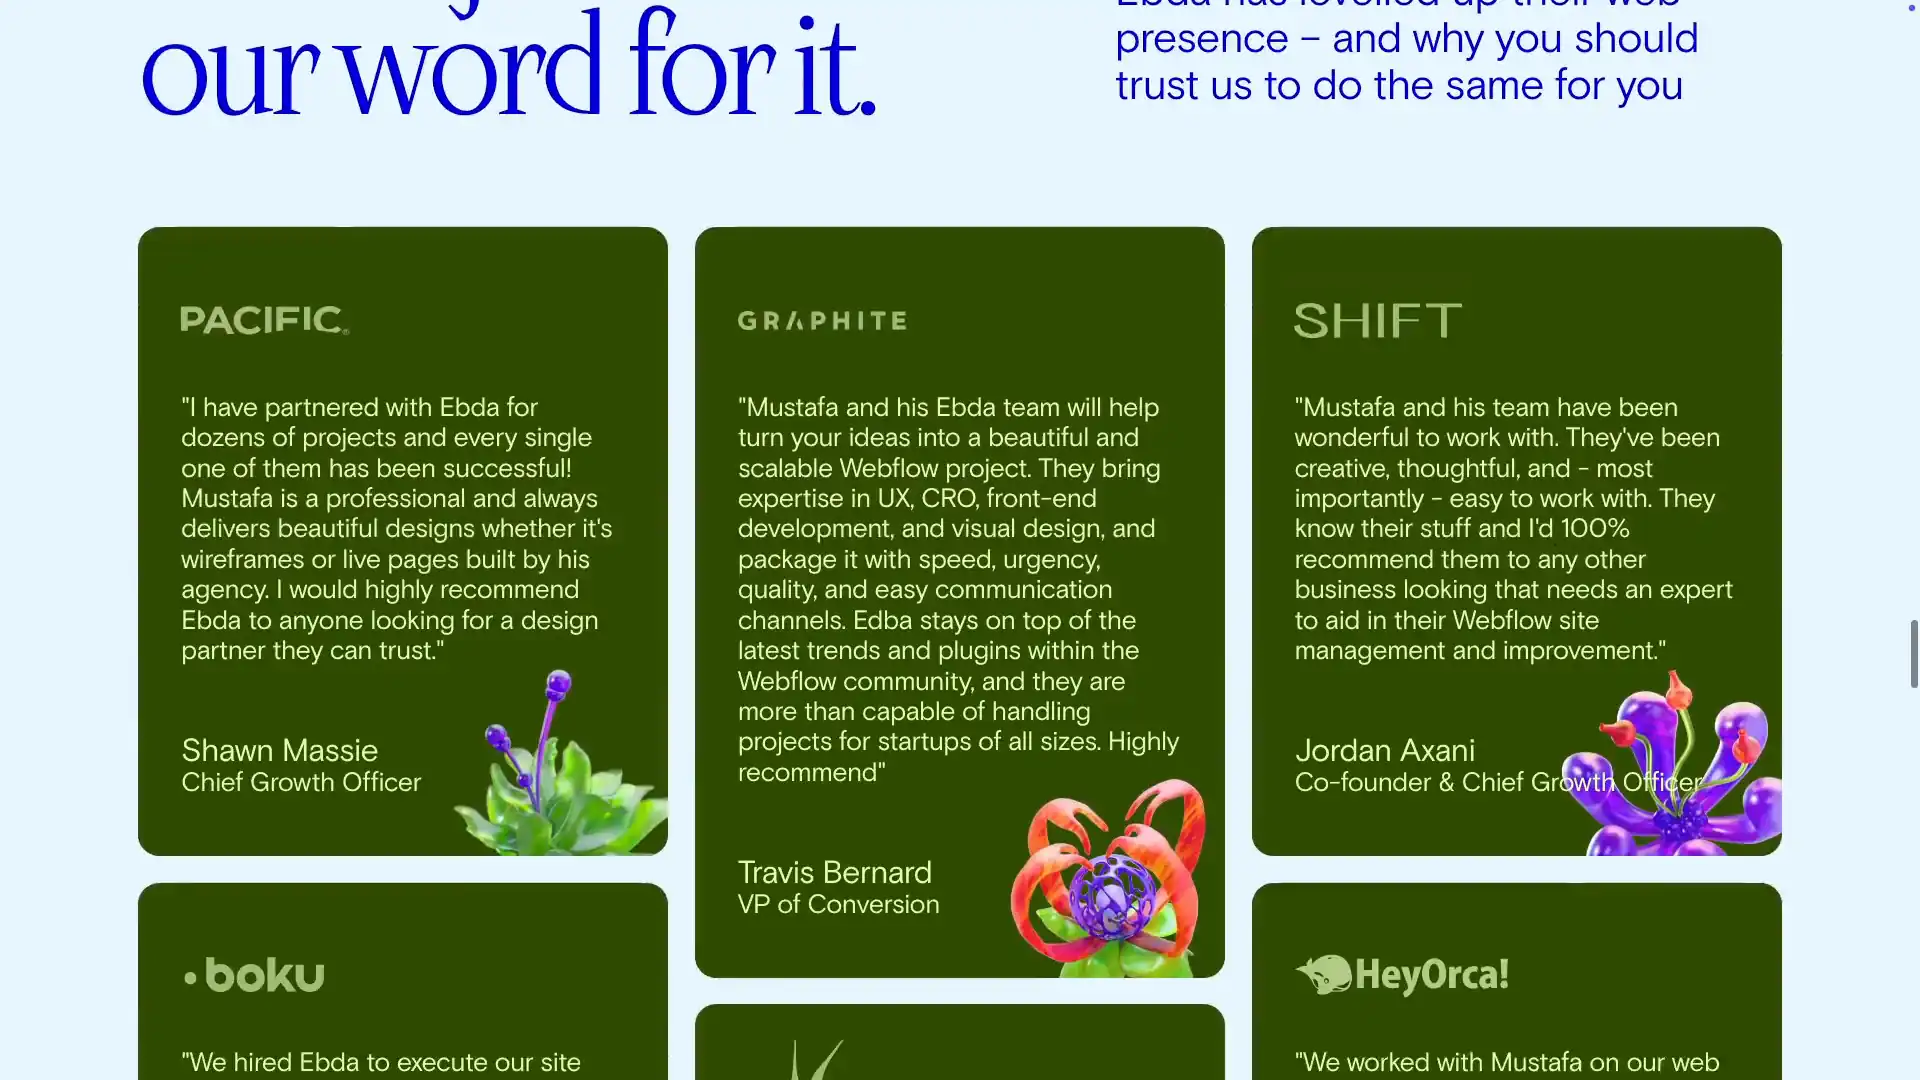 our word for it.
Ebda has levelled up their web
presence – and why you should
trust us to do the same for you
PACIFIC®
"I have partnered with Ebda for
dozens of projects and every single
one of them has been successful!
Mustafa is a professional and always
delivers beautiful designs whether it's
wireframes or live pages built by his
agency. I would highly recommend
Ebda to anyone looking for a design
partner they can trust."
Shawn Massie
Chief Growth Officer
GRAPHITE
"Mustafa and his Ebda team will help
turn your ideas into a beautiful and
scalable Webflow project. They bring
expertise in UX, CRO, front-end
development, and visual design, and
package it with speed, urgency,
quality, and easy communication
channels. Edba stays on top of the
latest trends and plugins within the
Webflow community, and they are
more than capable of handling
projects for startups of all sizes. Highly
recommend"
Travis Bernard
VP of Conversion
SHIFT
"Mustafa and his team have been
wonderful to work with. They've been
creative, thoughtful, and - most
importantly - easy to work with. They
know their stuff and I'd 100%
recommend them to any other
business looking that needs an expert
to aid in their Webflow site
management and improvement."
Jordan Axani
Co-founder & Chief Growth Officer
boku
"We hired Ebda to execute our site
HeyOrca!
"We worked with Mustafa on our web